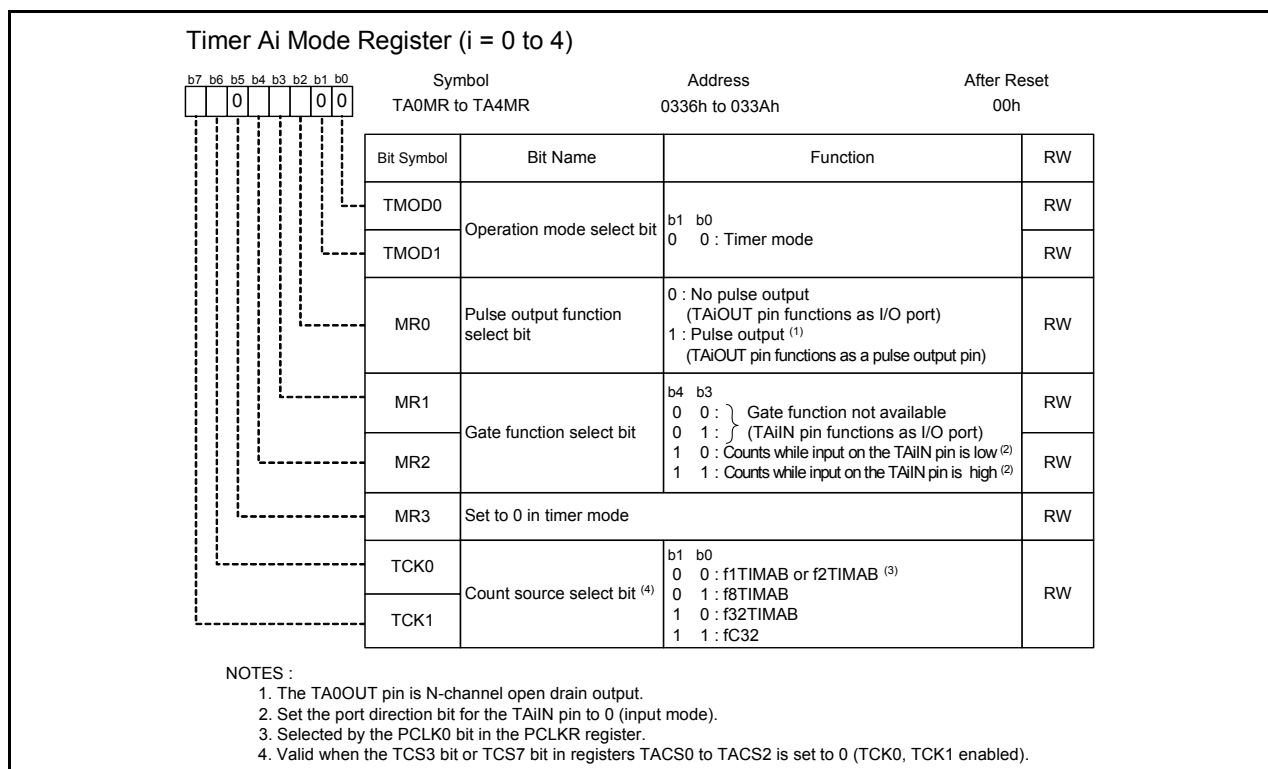 Timer Ai Mode Register (i = 0 to 4)
b7 b6 b5 b4 b3 b2 b1 b0
0 0 0
Symbol Address After Reset
TA0MR to TA4MR 0336h to 033Ah 00h
Bit Symbol Bit Name Function RW
TMOD0
TMOD1
Operation mode select bit
b1 b0
0 0 : Timer mode
RW
RW
MR0
Pulse output function
select bit
0 : No pulse output
(TAiOUT pin functions as I/O port)
1 : Pulse output (1)
(TAiOUT pin functions as a pulse output pin)
RW
MR1
MR2
Gate function select bit
b4 b3
0 0 : } Gate function not available
0 1 : } (TAiIN pin functions as I/O port)
1 0 : Counts while input on the TAiIN pin is low (2)
1 1 : Counts while input on the TAiIN pin is high (2)
RW
RW
MR3 Set to 0 in timer mode RW
TCK0
TCK1
Count source select bit (4)
b1 b0
0 0 : f1TIMAB or f2TIMAB (3)
0 1 : f8TIMAB
1 0 : f32TIMAB
1 1 : fC32
RW
NOTES :
1. The TA0OUT pin is N-channel open drain output.
2. Set the port direction bit for the TAiIN pin to 0 (input mode).
3. Selected by the PCLK0 bit in the PCLKR register.
4. Valid when the TCS3 bit or TCS7 bit in registers TACS0 to TACS2 is set to 0 (TCK0, TCK1 enabled).